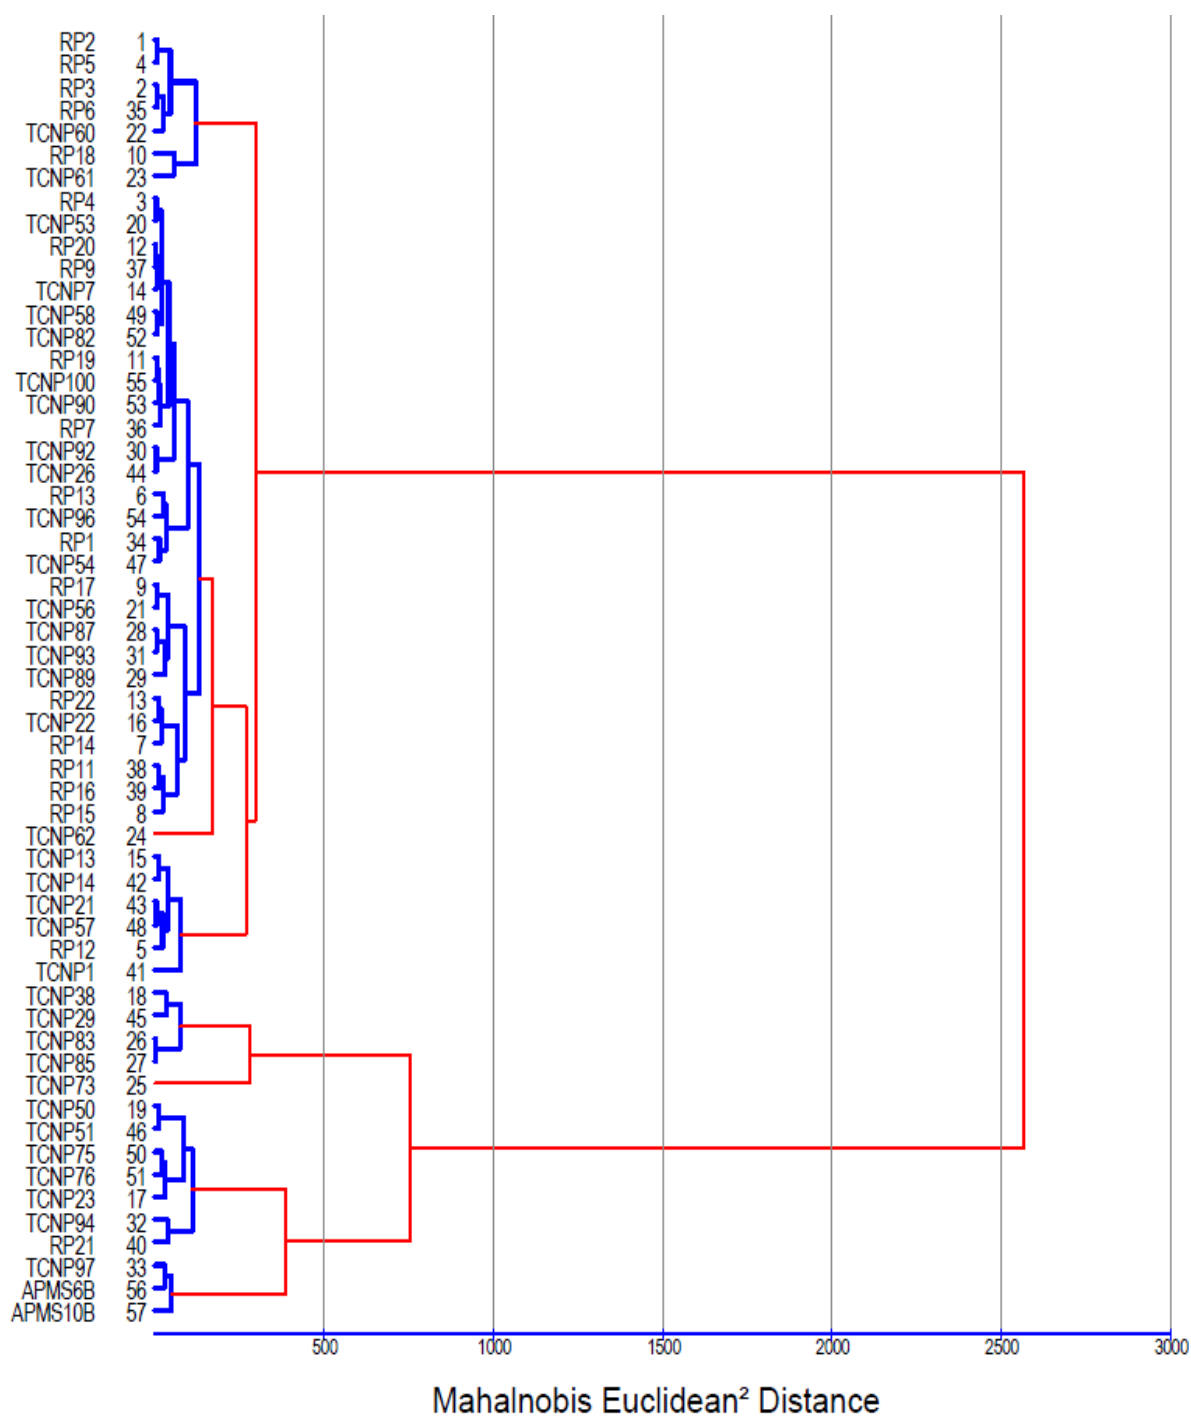 RP2 1
RP5 4
RP3 2
RP6 35
TCNP60 22
RP18 10
TCNP61 23
RP4 3
TCNP53 20
RP20 12
RP9 37
TCNP7 14
TCNP58 49
TCNP82 52
RP19 11
TCNP100 55
TCNP90 53
RP7 36
TCNP92 30
TCNP26 44
RP13 6
TCNP96 54
RP1 34
TCNP54 47
RP17 9
TCNP56 21
TCNP87 28
TCNP93 31
TCNP89 29
RP22 13
TCNP22 16
RP14 7
RP11 38
RP16 39
RP15 8
TCNP62 24
TCNP13 15
TCNP14 42
TCNP21 43
TCNP57 48
RP12 5
TCNP1 41
TCNP38 18
TCNP29 45
TCNP83 26
TCNP85 27
TCNP73 25
TCNP50 19
TCNP51 46
TCNP75 50
TCNP76 51
TCNP23 17
TCNP94 32
RP21 40
TCNP97 33
APMS6B 56
APMS10B 57
500 1000 1500 2000 2500 3000
Mahalnobis Euclidean² Distance